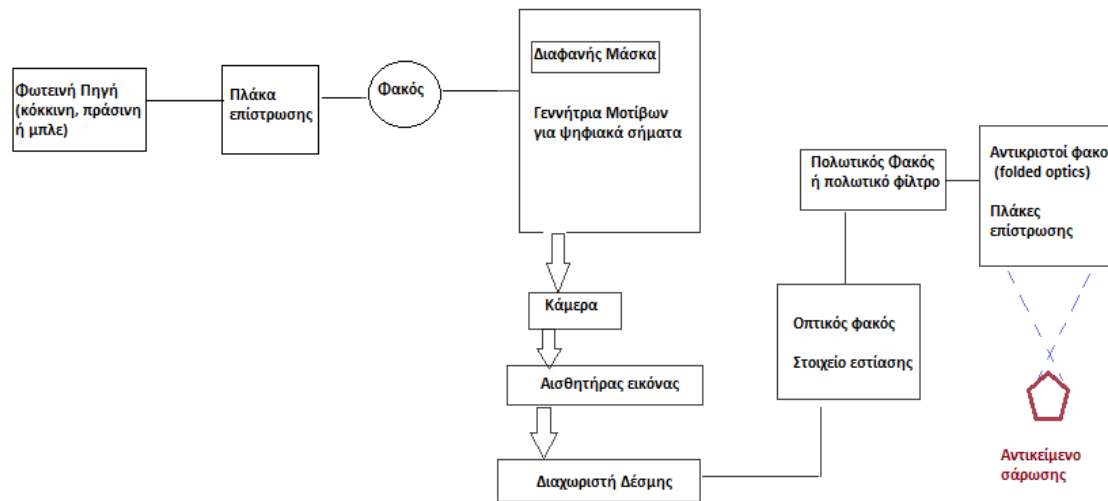 Φωτεινή Πηγή
(κόκκινη, πράσινη
ή μπλε)
Πλάκα
επίστρωσης
Φακός
Διαφανής Μάσκα
Γεννήτρια Μοτίβων
για ψηφιακά σήματα
Κάμερα
Αισθητήρας εικόνας
Διαχωριστή Δέσμης
Οπτικός φακός
Στοιχείο εστίασης
Πολωτικός Φακός
ή πολωτικό φίλτρο
Αντικριστοί φακο
(folded optics)
Πλάκες
επίστρωσης
Αντικείμενο
σάρωσης